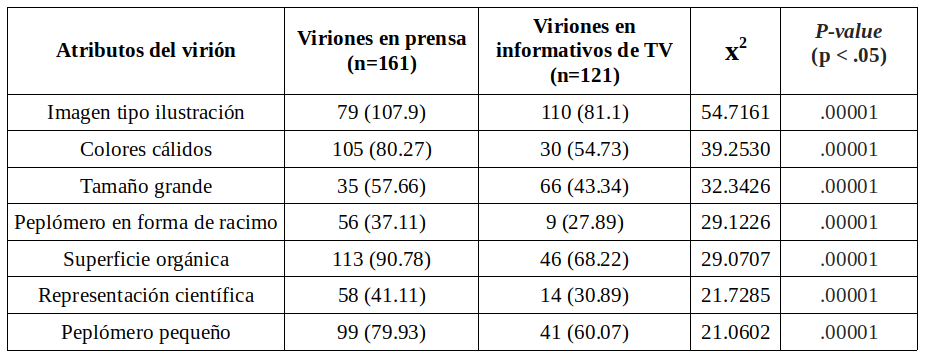 Atributos del virión
Viriones en prensa
(n=161)
Viriones en
informativos de TV
(n=121)
x²
P-value
(p < .05)
Imagen tipo ilustración 79 (107.9) 110 (81.1) 54.7161 .00001
Colores cálidos 105 (80.27) 30 (54.73) 39.2530 .00001
Tamaño grande 35 (57.66) 66 (43.34) 32.3426 .00001
Peplómero en forma de racimo 56 (37.11) 9 (27.89) 29.1226 .00001
Superficie orgánica 113 (90.78) 46 (68.22) 29.0707 .00001
Representación científica 58 (41.11) 14 (30.89) 21.7285 .00001
Peplómero pequeño 99 (79.93) 41 (60.07) 21.0602 .00001